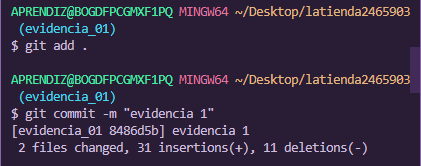 APRENDIZ@BOGDFPCGMXF1PQ MINGW64 ~/Desktop/latienda2465903
(evidencia_01)
$ git add .
APRENDIZ@BOGDFPCGMXF1PQ MINGW64 ~/Desktop/latienda2465903
(evidencia_01)
$ git commit -m "evidencia 1"
[evidencia_01 8486d5b] evidencia 1
2 files changed, 31 insertions(+), 11 deletions(-)